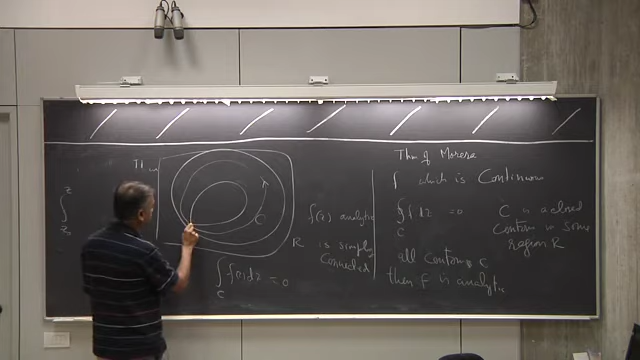 Th
z
∫
z₀
C
f(z) analytic
R is simply
Connected
∫ f(z)dz = 0
C
Thm of Morera
f which is Continuous
∮ f dz = 0
C
C is a closed
Contour in some
region R
all Contours C
then f is analytic